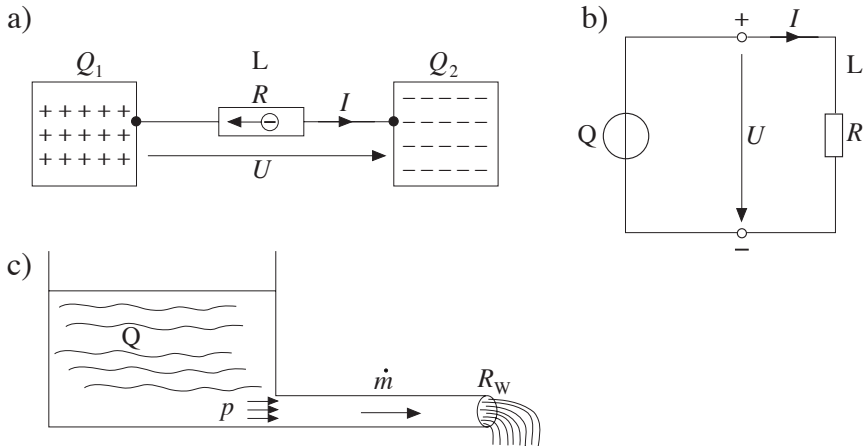 a)
Q1 L Q2
R I
+ + + + +
+ + + + +
+ + + + +
−
− − − − −
− − − − −
− − − − −
− − − − −
U
b)
+ I
L
Q U R
−
c)
Q
p ṁ RW